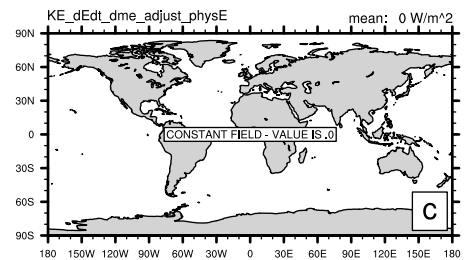 KE_dEdt_dme_adjust_physE mean: 0 W/m^2
90N
60N
30N
0
30S
60S
90S
CONSTANT FIELD - VALUE IS .0
C
180 150W 120W 90W 60W 30W 0 30E 60E 90E 120E 150E 180